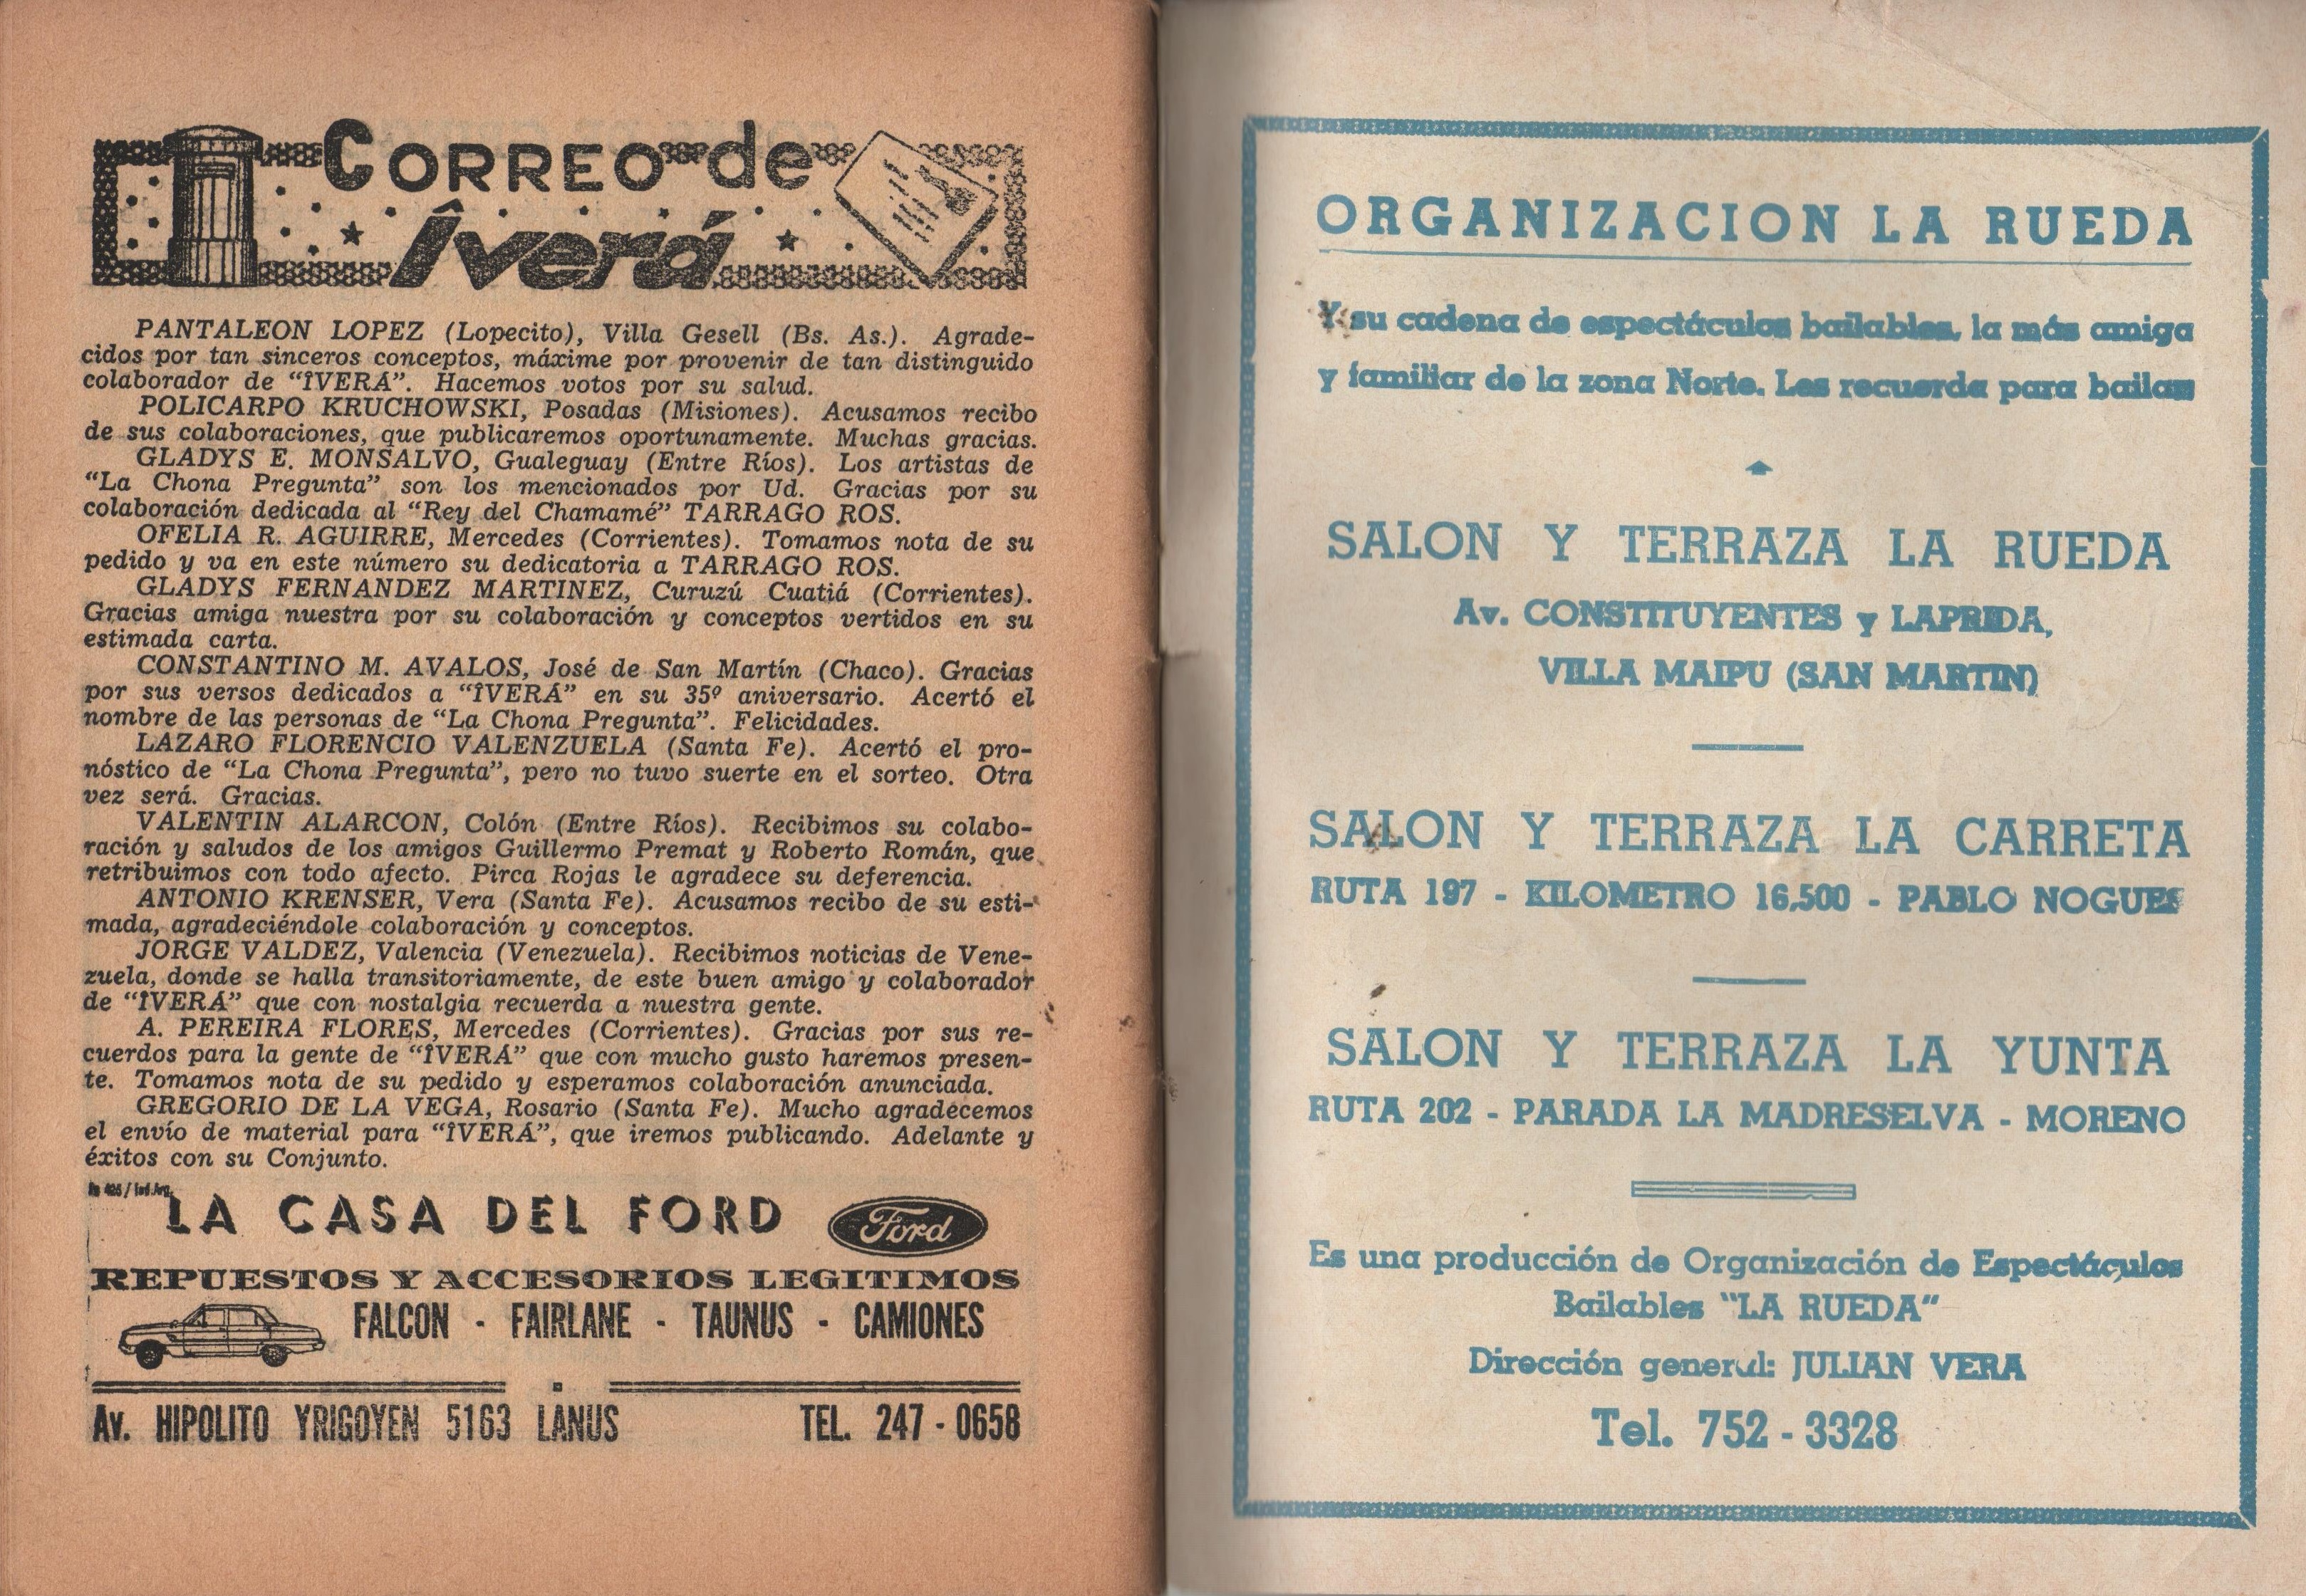 CORREO de
Îverá
PANTALEON LOPEZ (Lopecito), Villa Gesell (Bs. As.). Agrade-
cidos por tan sinceros conceptos, máxime por provenir de tan distinguido
colaborador de “ÎVERÁ”. Hacemos votos por su salud.
POLICARPO KRUCHOWSKI, Posadas (Misiones). Acusamos recibo
de sus colaboraciones, que publicaremos oportunamente. Muchas gracias.
GLADYS E. MONSALVO, Gualeguay (Entre Ríos). Los artistas de
“La Chona Pregunta” son los mencionados por Ud. Gracias por su
colaboración dedicada al “Rey del Chamamé” TARRAGO ROS.
OFELIA R. AGUIRRE, Mercedes (Corrientes). Tomamos nota de su
pedido y va en este número su dedicatoria a TARRAGO ROS.
GLADYS FERNANDEZ MARTINEZ, Curuzú Cuatiá (Corrientes).
Gracias amiga nuestra por su colaboración y conceptos vertidos en su
estimada carta.
CONSTANTINO M. AVALOS, José de San Martín (Chaco). Gracias
por sus versos dedicados a “ÎVERÁ” en su 35º aniversario. Acertó el
nombre de las personas de “La Chona Pregunta”. Felicidades.
LAZARO FLORENCIO VALENZUELA (Santa Fe). Acertó el pro-
nóstico de “La Chona Pregunta”, pero no tuvo suerte en el sorteo. Otra
vez será. Gracias.
VALENTIN ALARCON, Colón (Entre Ríos). Recibimos su colabo-
ración y saludos de los amigos Guillermo Premat y Roberto Román, que
retribuimos con todo afecto. Pirca Rojas le agradece su deferencia.
ANTONIO KRENSER, Vera (Santa Fe). Acusamos recibo de su esti-
mada, agradeciéndole colaboración y conceptos.
JORGE VALDEZ, Valencia (Venezuela). Recibimos noticias de Vene-
zuela, donde se halla transitoriamente, de este buen amigo y colaborador
de “ÎVERÁ” que con nostalgia recuerda a nuestra gente.
A. PEREIRA FLORES, Mercedes (Corrientes). Gracias por sus re-
cuerdos para la gente de “ÎVERÁ” que con mucho gusto haremos presen-
te. Tomamos nota de su pedido y esperamos colaboración anunciada.
GREGORIO DE LA VEGA, Rosario (Santa Fe). Mucho agradecemos
el envío de material para “ÎVERÁ”, que iremos publicando. Adelante y
éxitos con su Conjunto.
LA CASA DEL FORD
Ford
REPUESTOS Y ACCESORIOS LEGITIMOS
FALCON - FAIRLANE - TAUNUS - CAMIONES
Av. HIPOLITO YRIGOYEN 5163 LANUS TEL. 247 - 0658
ORGANIZACION LA RUEDA
Y su cadena de espectáculos bailables, la más amiga
y familiar de la zona Norte. Les recuerda para bailar
SALON Y TERRAZA LA RUEDA
Av. CONSTITUYENTES y LAPRIDA,
VILLA MAIPU (SAN MARTIN)
SALON Y TERRAZA LA CARRETA
RUTA 197 - KILOMETRO 16,500 - PABLO NOGUES
SALON Y TERRAZA LA YUNTA
RUTA 202 - PARADA LA MADRESELVA - MORENO
Es una producción de Organización de Espectáculos
Bailables “LA RUEDA”
Dirección general: JULIAN VERA
Tel. 752 - 3328